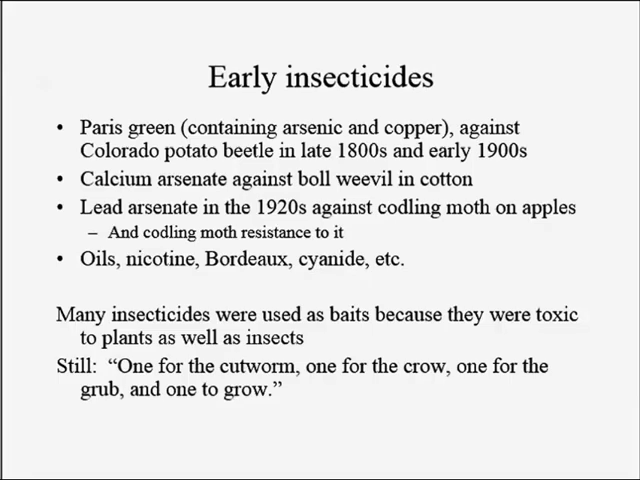 Early insecticides
• Paris green (containing arsenic and copper), against
Colorado potato beetle in late 1800s and early 1900s
• Calcium arsenate against boll weevil in cotton
• Lead arsenate in the 1920s against codling moth on apples
– And codling moth resistance to it
• Oils, nicotine, Bordeaux, cyanide, etc.
Many insecticides were used as baits because they were toxic
to plants as well as insects
Still: “One for the cutworm, one for the crow, one for the
grub, and one to grow.”